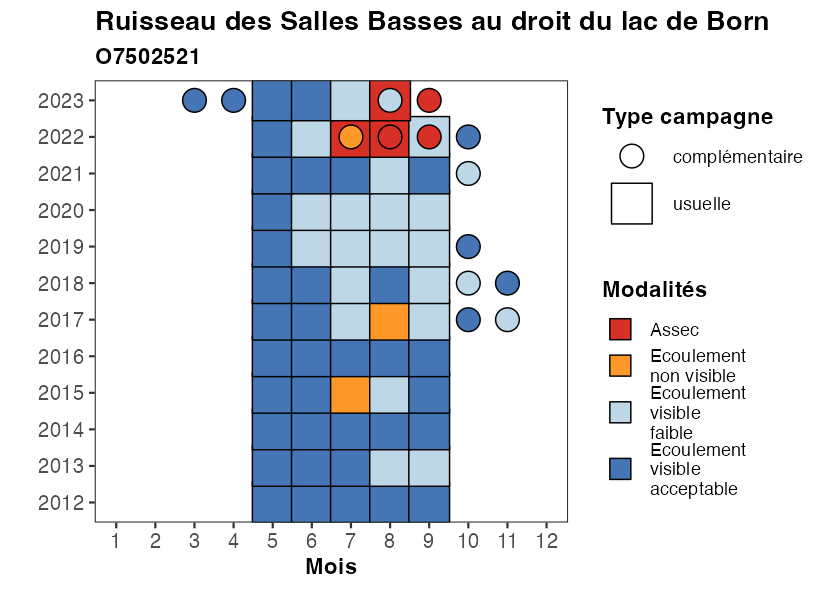 Ruisseau des Salles Basses au droit du lac de Born
O7502521
2023
2022
2021
2020
2019
2018
2017
2016
2015
2014
2013
2012
1 2 3 4 5 6 7 8 9 10 11 12
Mois
Type campagne
complémentaire
usuelle
Modalités
Assec
Ecoulement
non visible
Ecoulement
visible
faible
Ecoulement
visible
acceptable